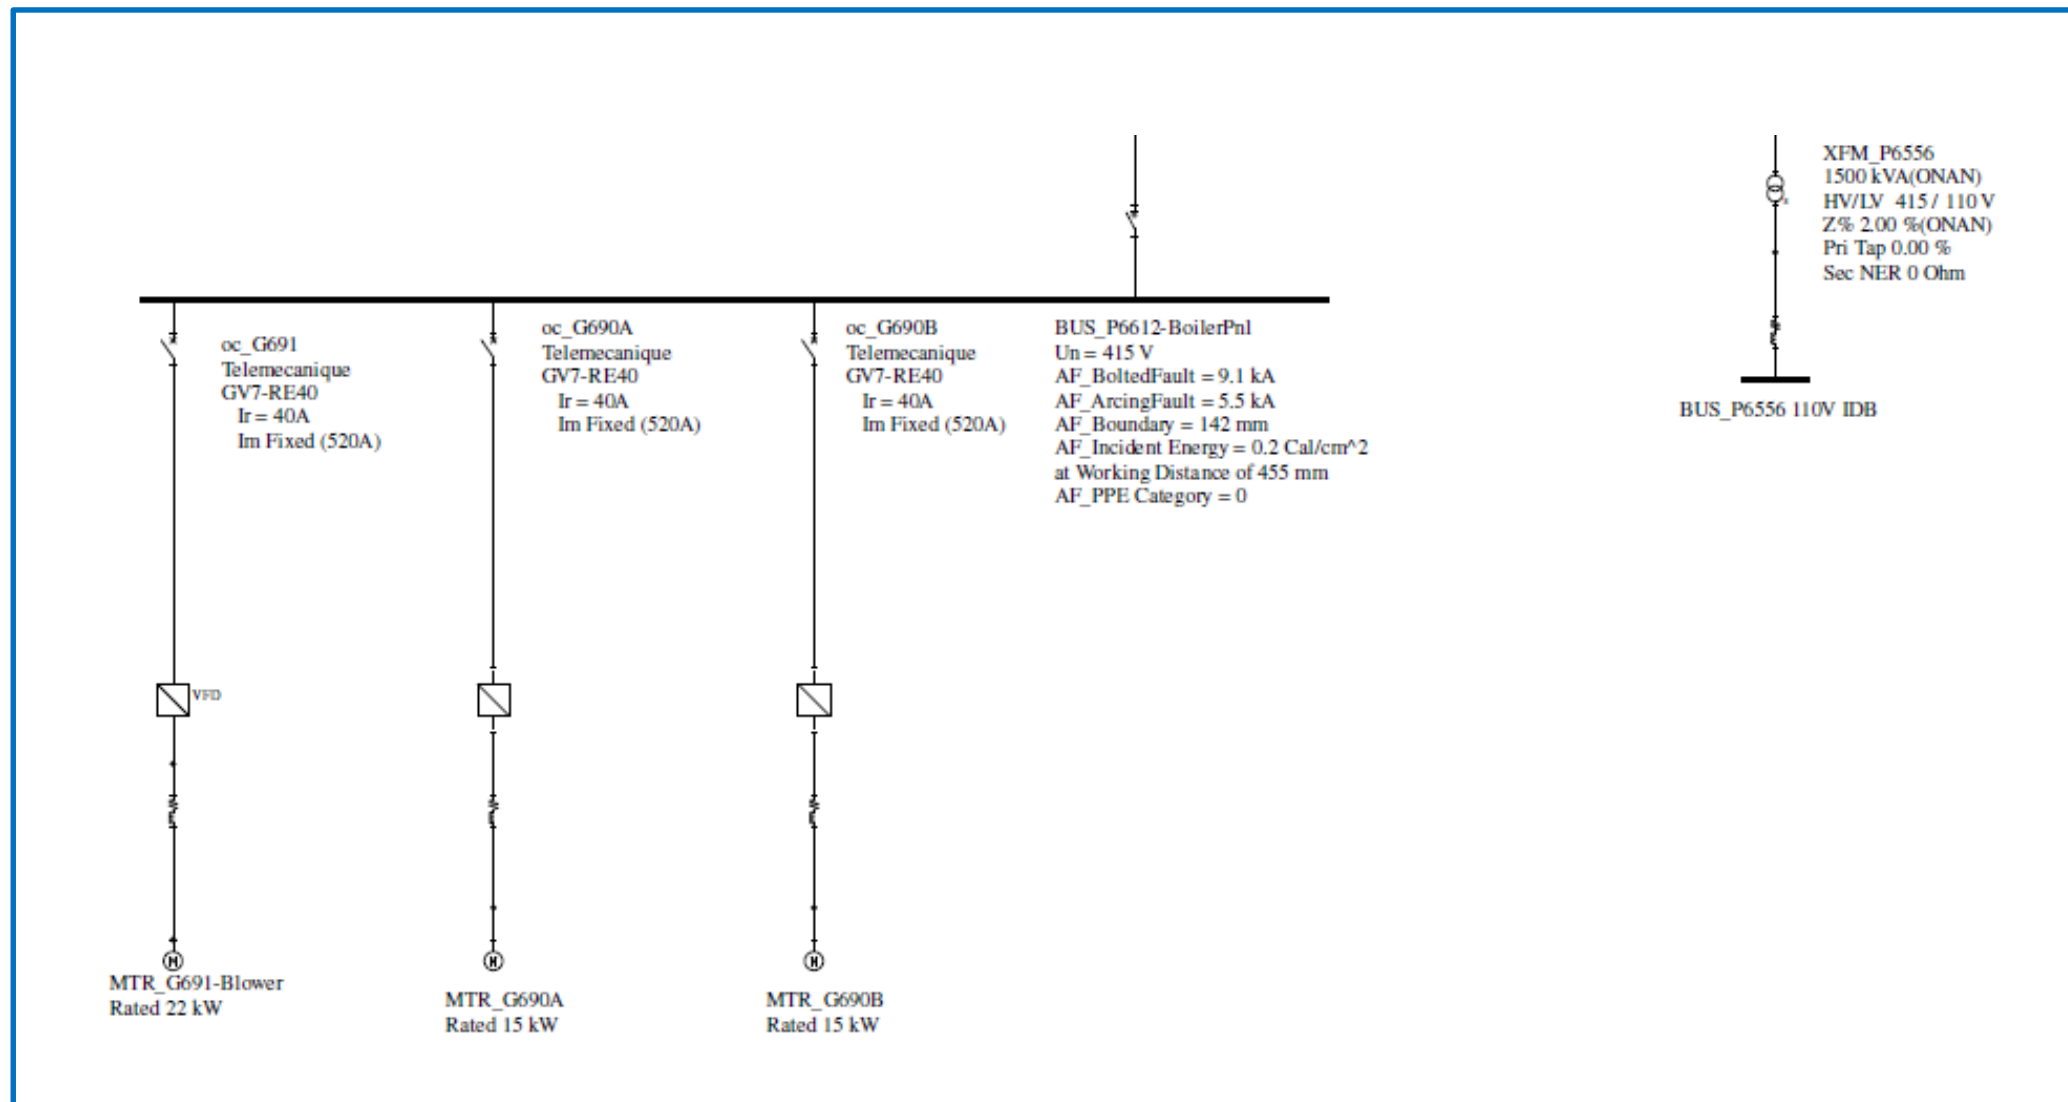 XFM_P6556
1500 kVA(ONAN)
HV/LV 415 / 110 V
Z% 2.00 %(ONAN)
Pri Tap 0.00 %
Sec NER 0 Ohm
BUS_P6556 110V IDB
oc_G691
Telemecanique
GV7-RE40
Ir = 40A
Im Fixed (520A)
oc_G690A
Telemecanique
GV7-RE40
Ir = 40A
Im Fixed (520A)
oc_G690B
Telemecanique
GV7-RE40
Ir = 40A
Im Fixed (520A)
BUS_P6612-BoilerPnl
Un = 415 V
AF_BoltedFault = 9.1 kA
AF_ArcingFault = 5.5 kA
AF_Boundary = 142 mm
AF_Incident Energy = 0.2 Cal/cm^2
at Working Distance of 455 mm
AF_PPE Category = 0
VFD
M
M
M
MTR_G691-Blower
Rated 22 kW
MTR_G690A
Rated 15 kW
MTR_G690B
Rated 15 kW